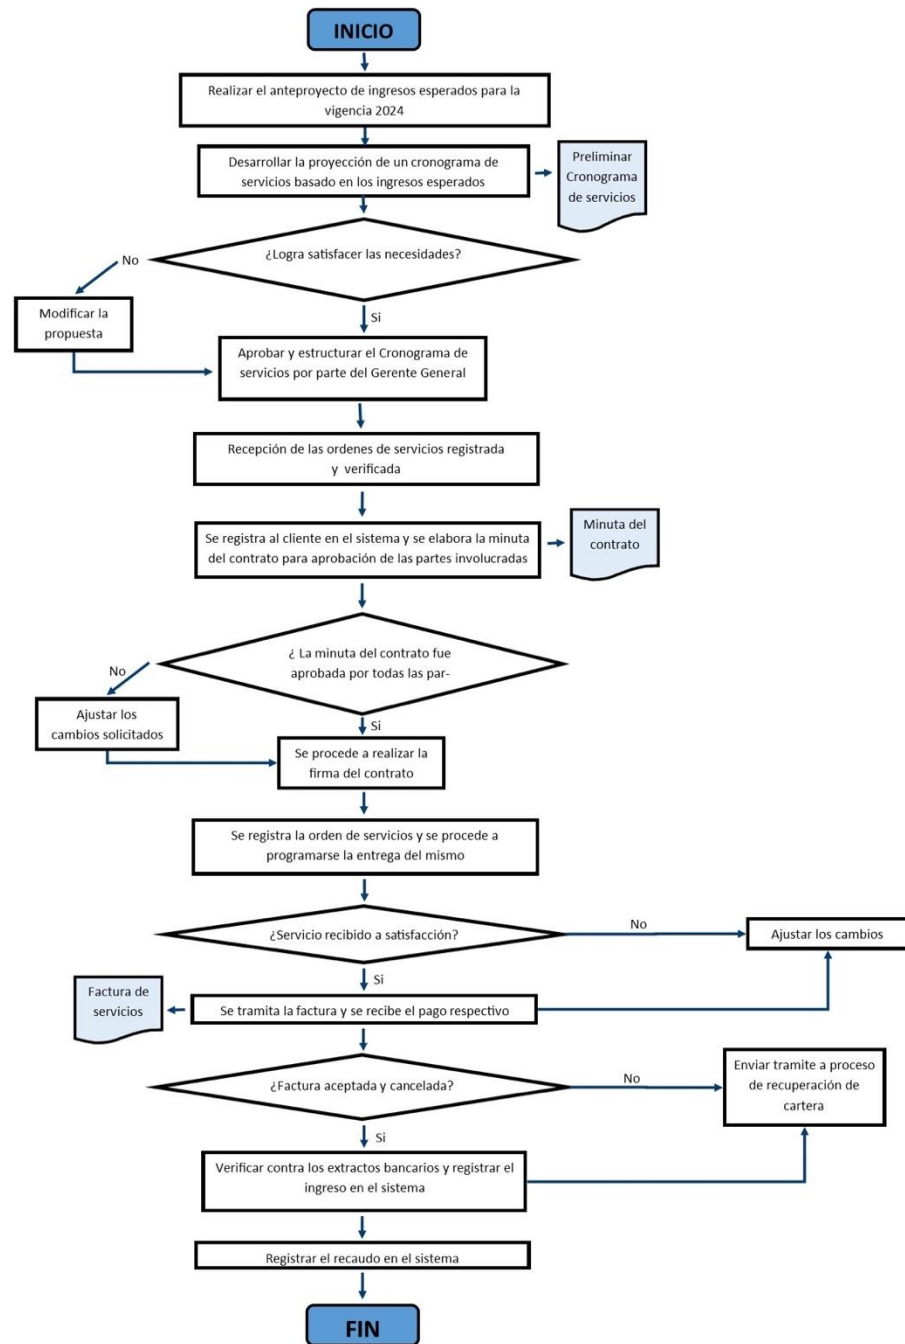 INICIO
Realizar el anteproyecto de ingresos esperados para la
vigencia 2024
Desarrollar la proyección de un cronograma de
servicios basado en los ingresos esperados
Preliminar
Cronograma
de servicios
¿Logra satisfacer las necesidades?
No
Modificar la
propuesta
Si
Aprobar y estructurar el Cronograma de
servicios por parte del Gerente General
Recepción de las ordenes de servicios registrada
y verificada
Se registra al cliente en el sistema y se elabora la minuta
del contrato para aprobación de las partes involucradas
Minuta del
contrato
¿ La minuta del contrato fue
aprobada por todas las par-
No
Ajustar los
cambios solicitados
Si
Se procede a realizar la
firma del contrato
Se registra la orden de servicios y se procede a
programarse la entrega del mismo
¿Servicio recibido a satisfacción?
No
Ajustar los cambios
Si
Factura de
servicios
Se tramita la factura y se recibe el pago respectivo
¿Factura aceptada y cancelada?
No
Enviar tramite a proceso
de recuperación de
cartera
Si
Verificar contra los extractos bancarios y registrar el
ingreso en el sistema
Registrar el recaudo en el sistema
FIN